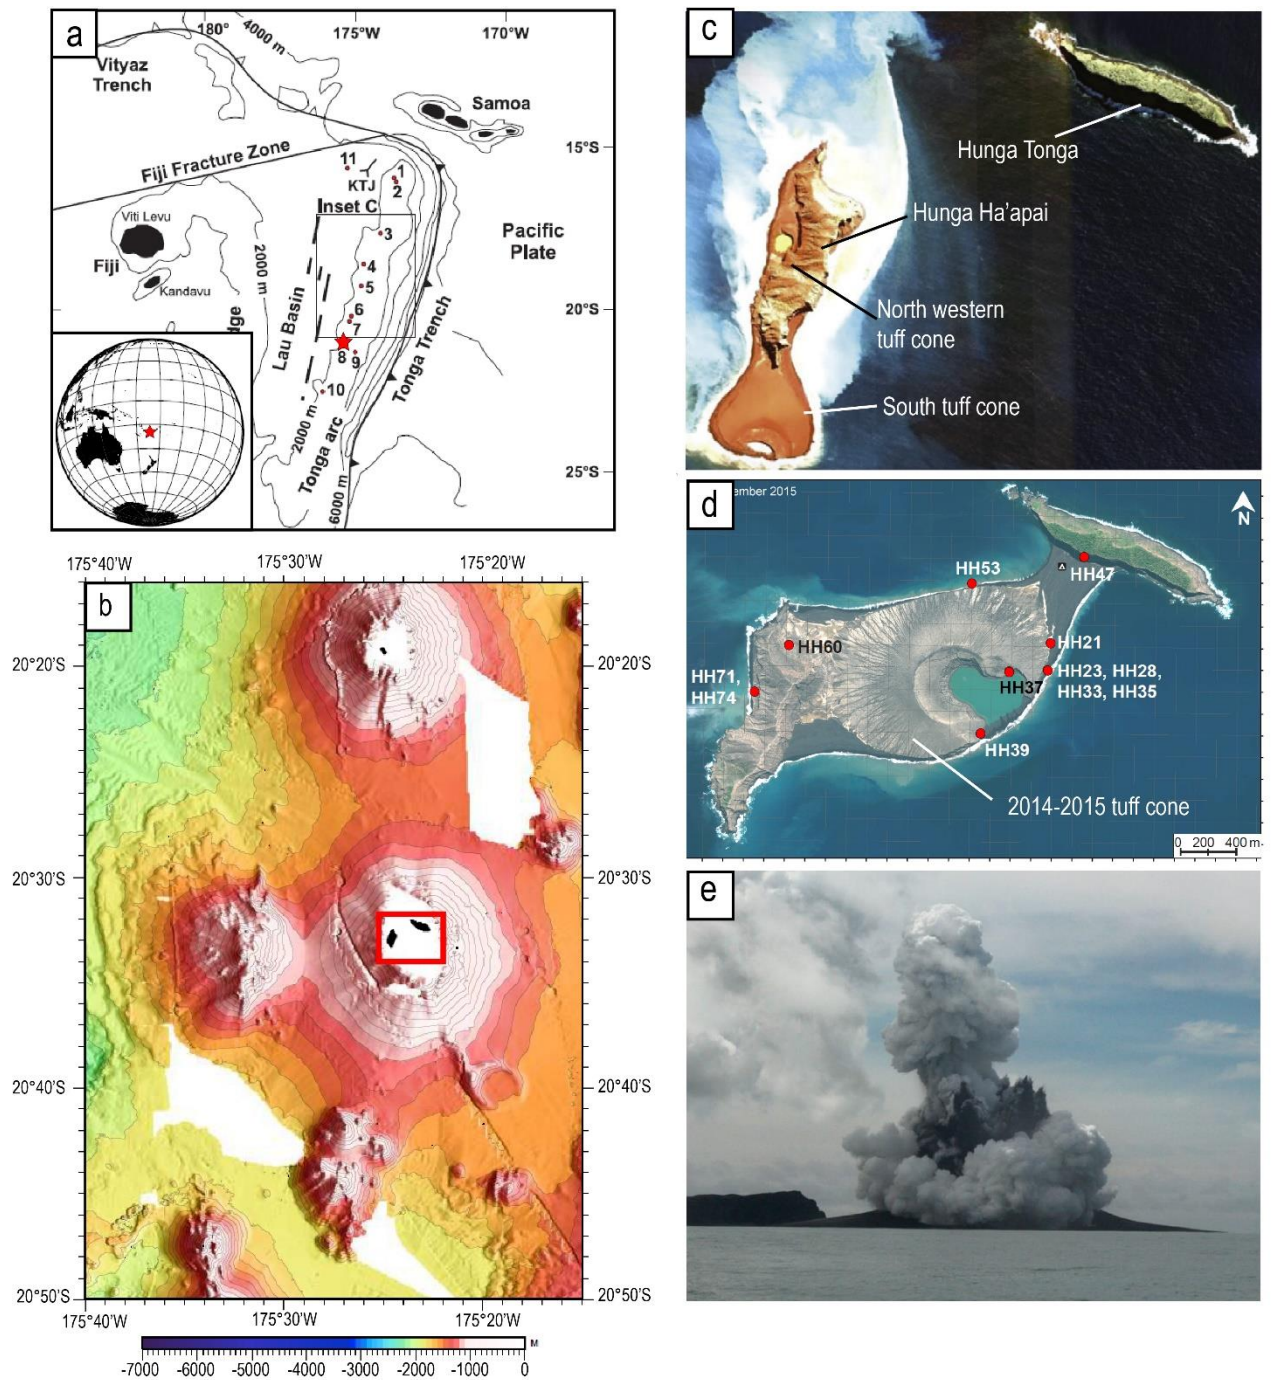 a
180°
175°W
170°W
4000 m
Vityaz
Trench
Samoa
15°S
Fiji Fracture Zone
11
KTJ
1
2
Inset C
Viti Levu
3
Pacific
Plate
Fiji
Kandavu
2000 m
4
5
Lau Basin
6
7
20°S
dge
8
9
Tonga Trench
10
2000 m
Tonga arc
6000 m
25°S
b
175°40'W
175°30'W
175°20'W
20°20'S
20°20'S
20°30'S
20°30'S
20°40'S
20°40'S
20°50'S
20°50'S
175°40'W
175°30'W
175°20'W
M
-7000 -6000 -5000 -4000 -3000 -2000 -1000 0
c
Hunga Tonga
Hunga Ha'apai
North western
tuff cone
South tuff cone
d
ember 2015
N
HH53
HH47
HH60
HH21
HH71,
HH74
HH37
HH23, HH28,
HH33, HH35
HH39
2014-2015 tuff cone
0 200 400 m
e